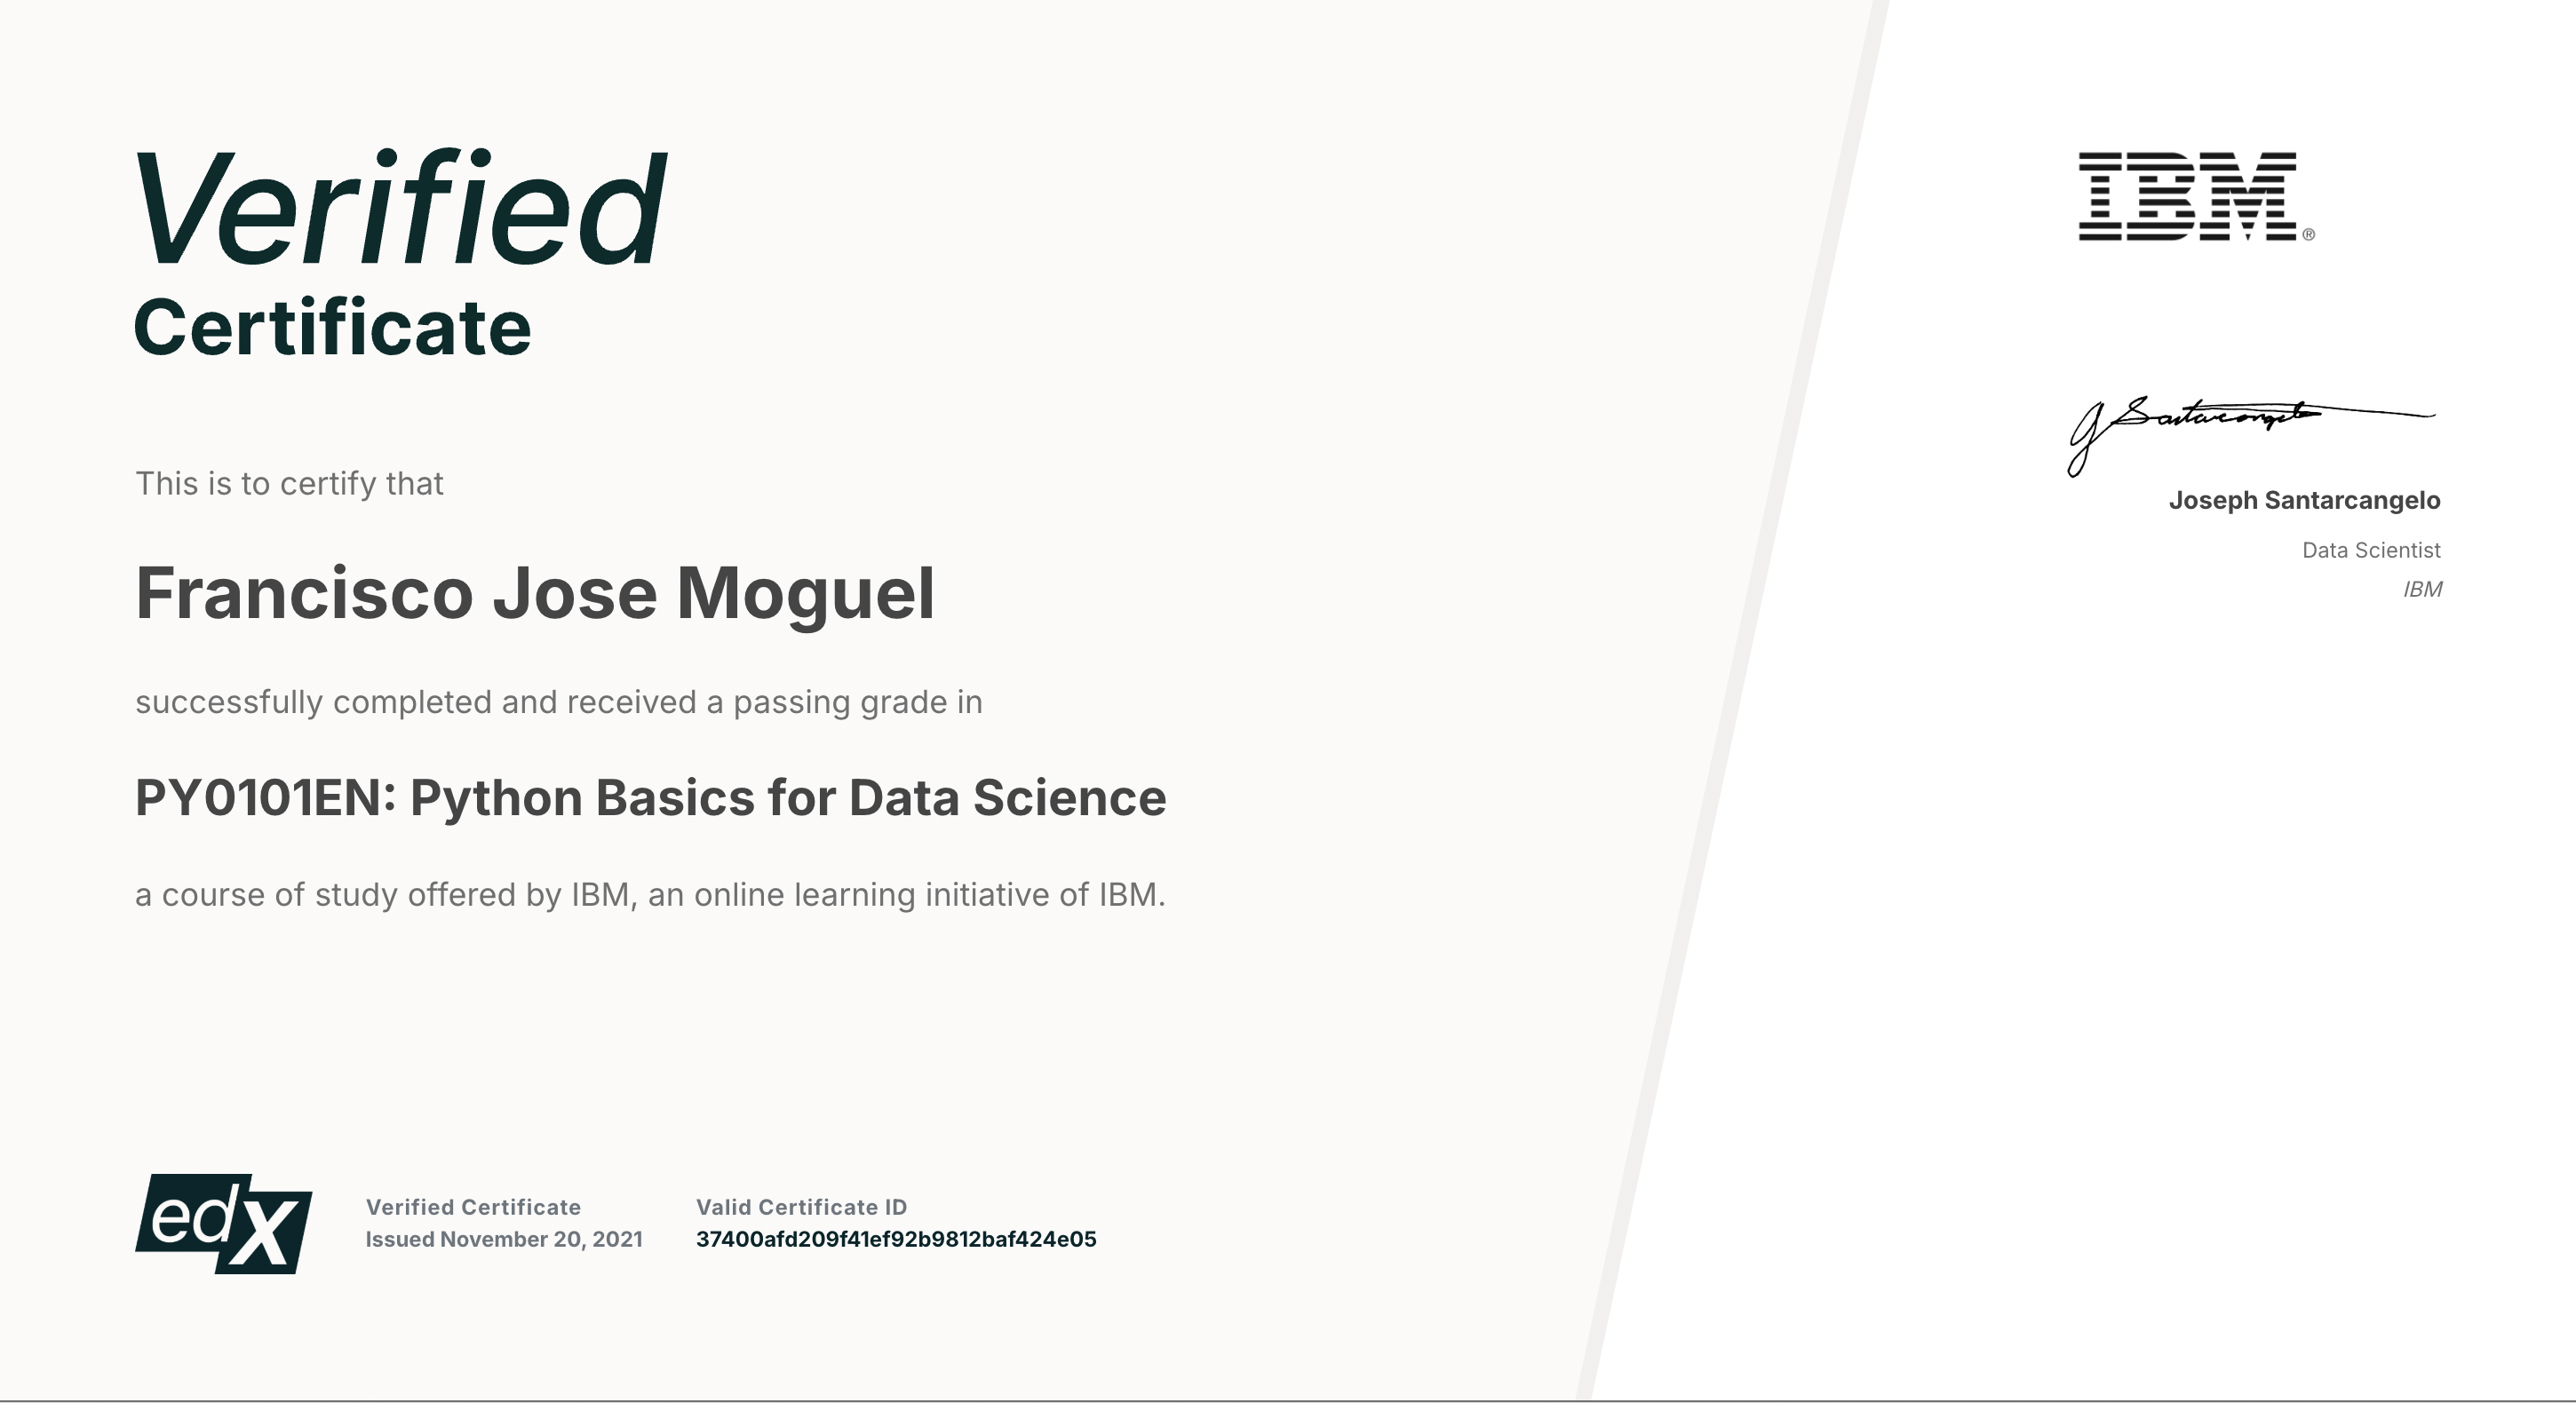 Verified
Certificate
This is to certify that
Francisco Jose Moguel
successfully completed and received a passing grade in
PY0101EN: Python Basics for Data Science
a course of study offered by IBM, an online learning initiative of IBM.
edX
Verified Certificate
Issued November 20, 2021
Valid Certificate ID
37400afd209f41ef92b9812baf424e05
IBM®
J Santarcangelo
Joseph Santarcangelo
Data Scientist
IBM